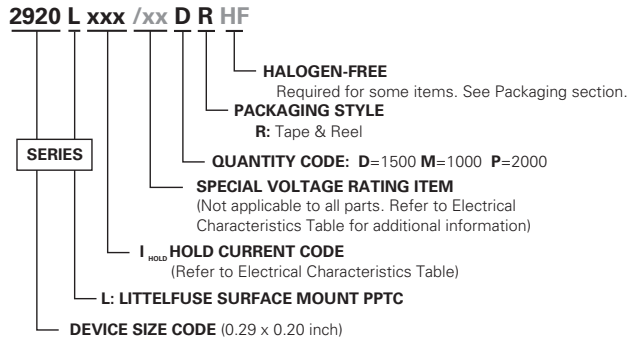 2920 L xxx /xx D R HF
HALOGEN-FREE
Required for some items. See Packaging section.
PACKAGING STYLE
R: Tape & Reel
SERIES
QUANTITY CODE: D=1500 M=1000 P=2000
SPECIAL VOLTAGE RATING ITEM
(Not applicable to all parts. Refer to Electrical
Characteristics Table for additional information)
I HOLD HOLD CURRENT CODE
(Refer to Electrical Characteristics Table)
L: LITTELFUSE SURFACE MOUNT PPTC
DEVICE SIZE CODE (0.29 x 0.20 inch)